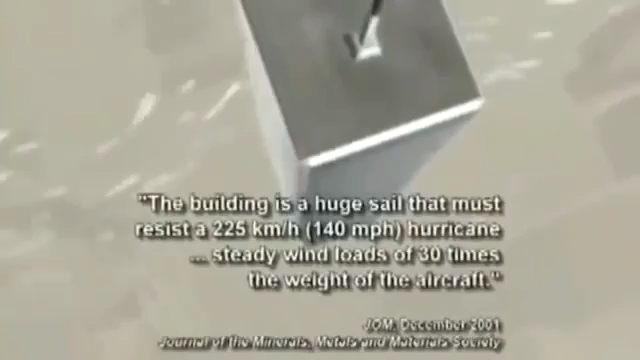 "The building is a huge sail that must
resist a 225 km/h (140 mph) hurricane
... steady wind loads of 30 times
the weight of the aircraft."
JOM, December 2001
Journal of the Minerals, Metals and Materials Society